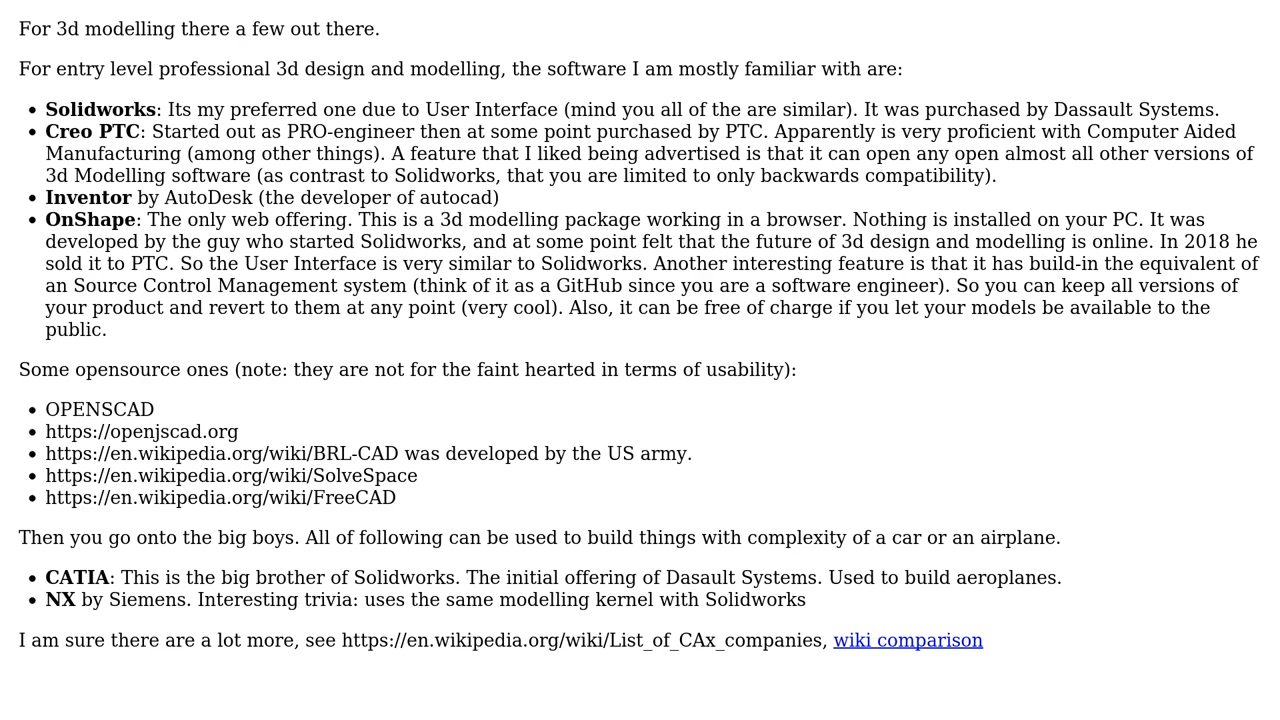 For 3d modelling there a few out there.
For entry level professional 3d design and modelling, the software I am mostly familiar with are:
• Solidworks: Its my preferred one due to User Interface (mind you all of the are similar). It was purchased by Dassault Systems.
• Creo PTC: Started out as PRO-engineer then at some point purchased by PTC. Apparently is very proficient with Computer Aided
Manufacturing (among other things). A feature that I liked being advertised is that it can open any open almost all other versions of
3d Modelling software (as contrast to Solidworks, that you are limited to only backwards compatibility).
• Inventor by AutoDesk (the developer of autocad)
• OnShape: The only web offering. This is a 3d modelling package working in a browser. Nothing is installed on your PC. It was
developed by the guy who started Solidworks, and at some point felt that the future of 3d design and modelling is online. In 2018 he
sold it to PTC. So the User Interface is very similar to Solidworks. Another interesting feature is that it has build-in the equivalent of
an Source Control Management system (think of it as a GitHub since you are a software engineer). So you can keep all versions of
your product and revert to them at any point (very cool). Also, it can be free of charge if you let your models be available to the
public.
Some opensource ones (note: they are not for the faint hearted in terms of usability):
• OPENSCAD
• https://openjscad.org
• https://en.wikipedia.org/wiki/BRL-CAD was developed by the US army.
• https://en.wikipedia.org/wiki/SolveSpace
• https://en.wikipedia.org/wiki/FreeCAD
Then you go onto the big boys. All of following can be used to build things with complexity of a car or an airplane.
• CATIA: This is the big brother of Solidworks. The initial offering of Dasault Systems. Used to build aeroplanes.
• NX by Siemens. Interesting trivia: uses the same modelling kernel with Solidworks
I am sure there are a lot more, see https://en.wikipedia.org/wiki/List_of_CAx_companies, wiki comparison